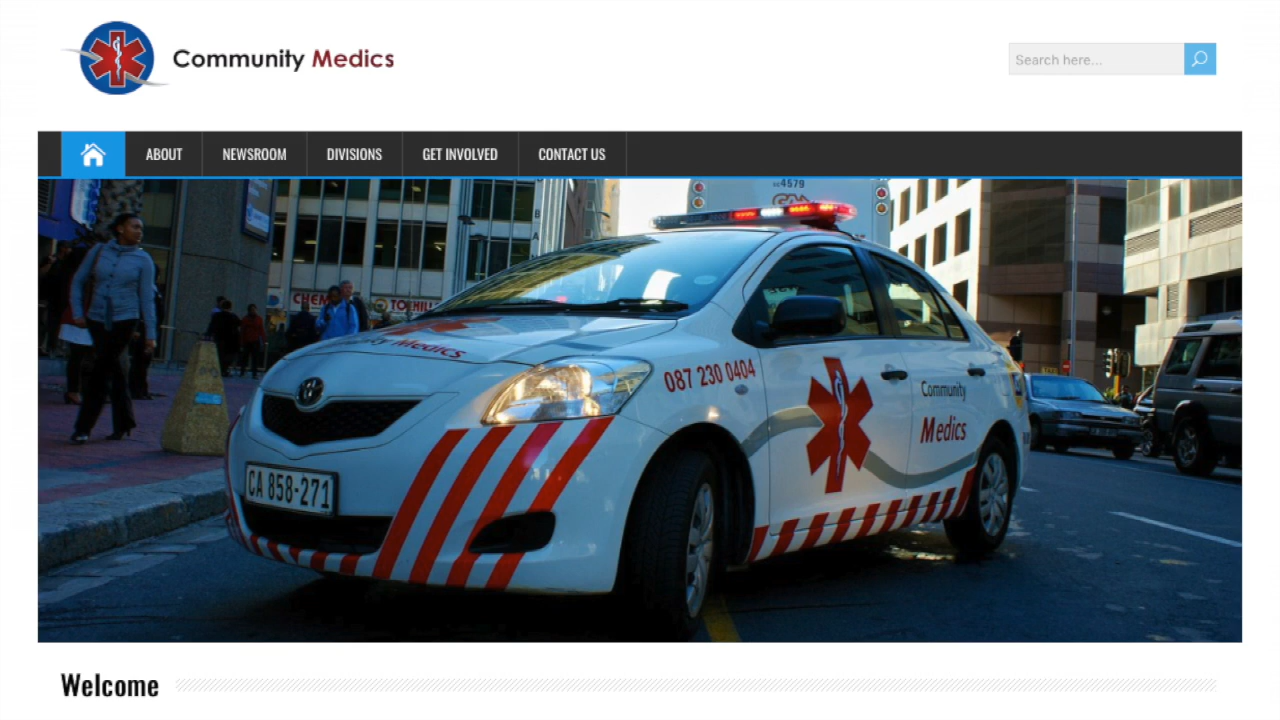 Community Medics
Search here...
ABOUT
NEWSROOM
DIVISIONS
GET INVOLVED
CONTACT US
4579
CHEM
087 230 0404
Community
Medics
Medics
CA 858-271
Welcome